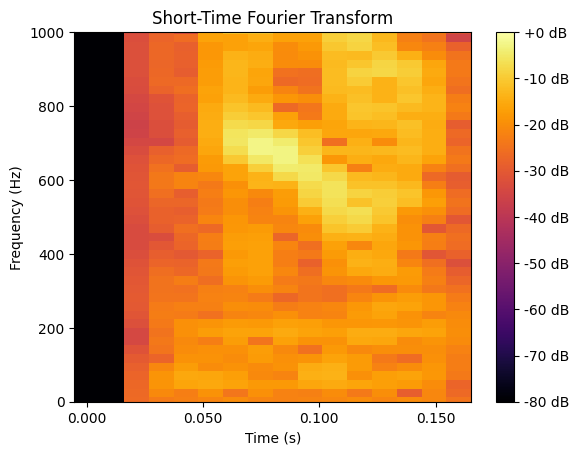 Short-Time Fourier Transform
Frequency (Hz)
1000
800
600
400
200
0
0.000
0.050
0.100
0.150
Time (s)
+0 dB
-10 dB
-20 dB
-30 dB
-40 dB
-50 dB
-60 dB
-70 dB
-80 dB